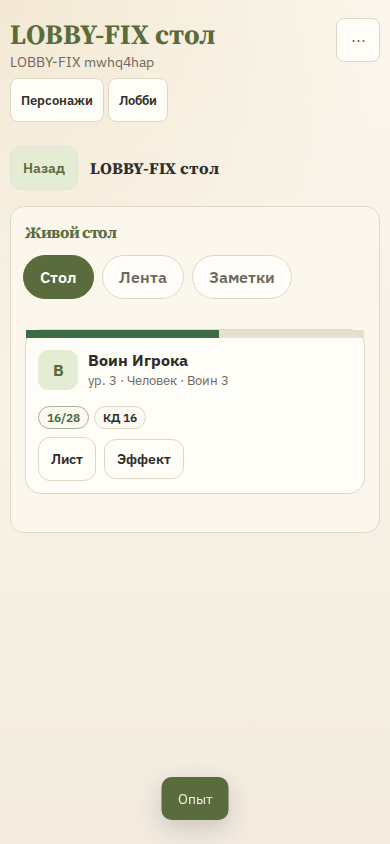 LOBBY-FIX стол
...
LOBBY-FIX mwhq4hap
Персонажи Лобби
Назад LOBBY-FIX стол
Живой стол
Стол Лента Заметки
В Воин Игрока
ур. 3 · Человек · Воин 3
16/28 КД 16
Лист Эффект
Опыт